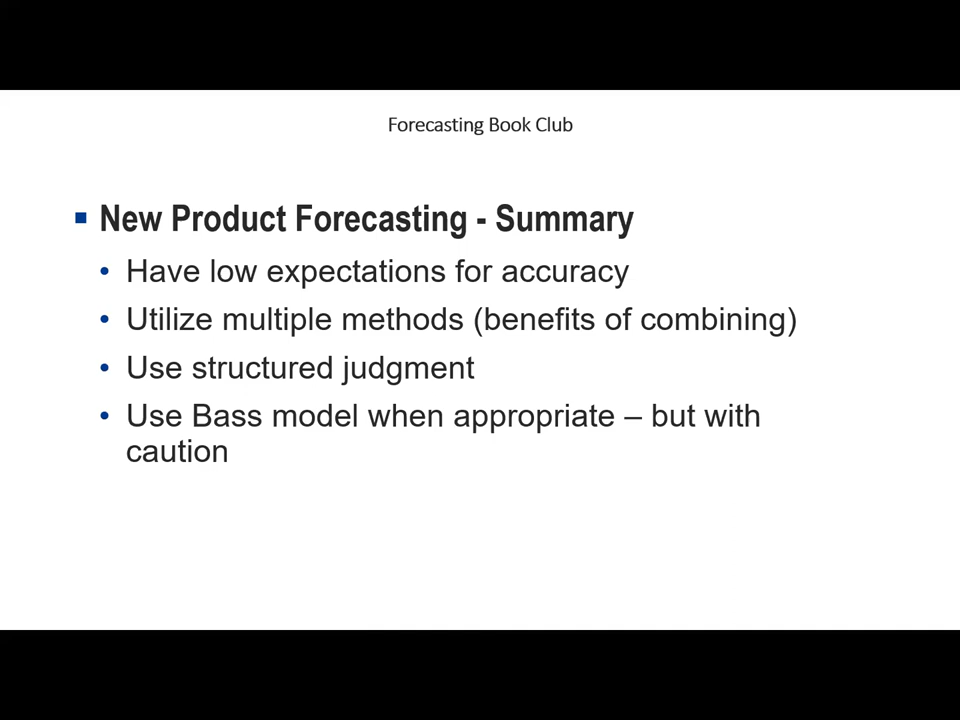 Forecasting Book Club
▪ New Product Forecasting - Summary
• Have low expectations for accuracy
• Utilize multiple methods (benefits of combining)
• Use structured judgment
• Use Bass model when appropriate – but with
caution